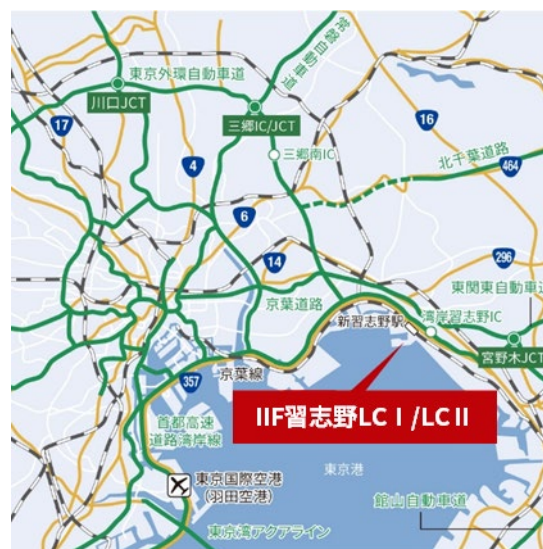 常磐自動車道
東京外環自動車道
川口JCT
三郷IC/JCT
17
16
三郷南IC
4
北千葉道路
464
6
14
296
京葉道路
東関東自動車道
新習志野駅
湾岸習志野IC
宮野木JCT
357
京葉線
IIF習志野LCⅠ/LCⅡ
首都高速
道路湾岸線
東京港
東京国際空港
(羽田空港)
館山自動車道
東京湾アクアライン